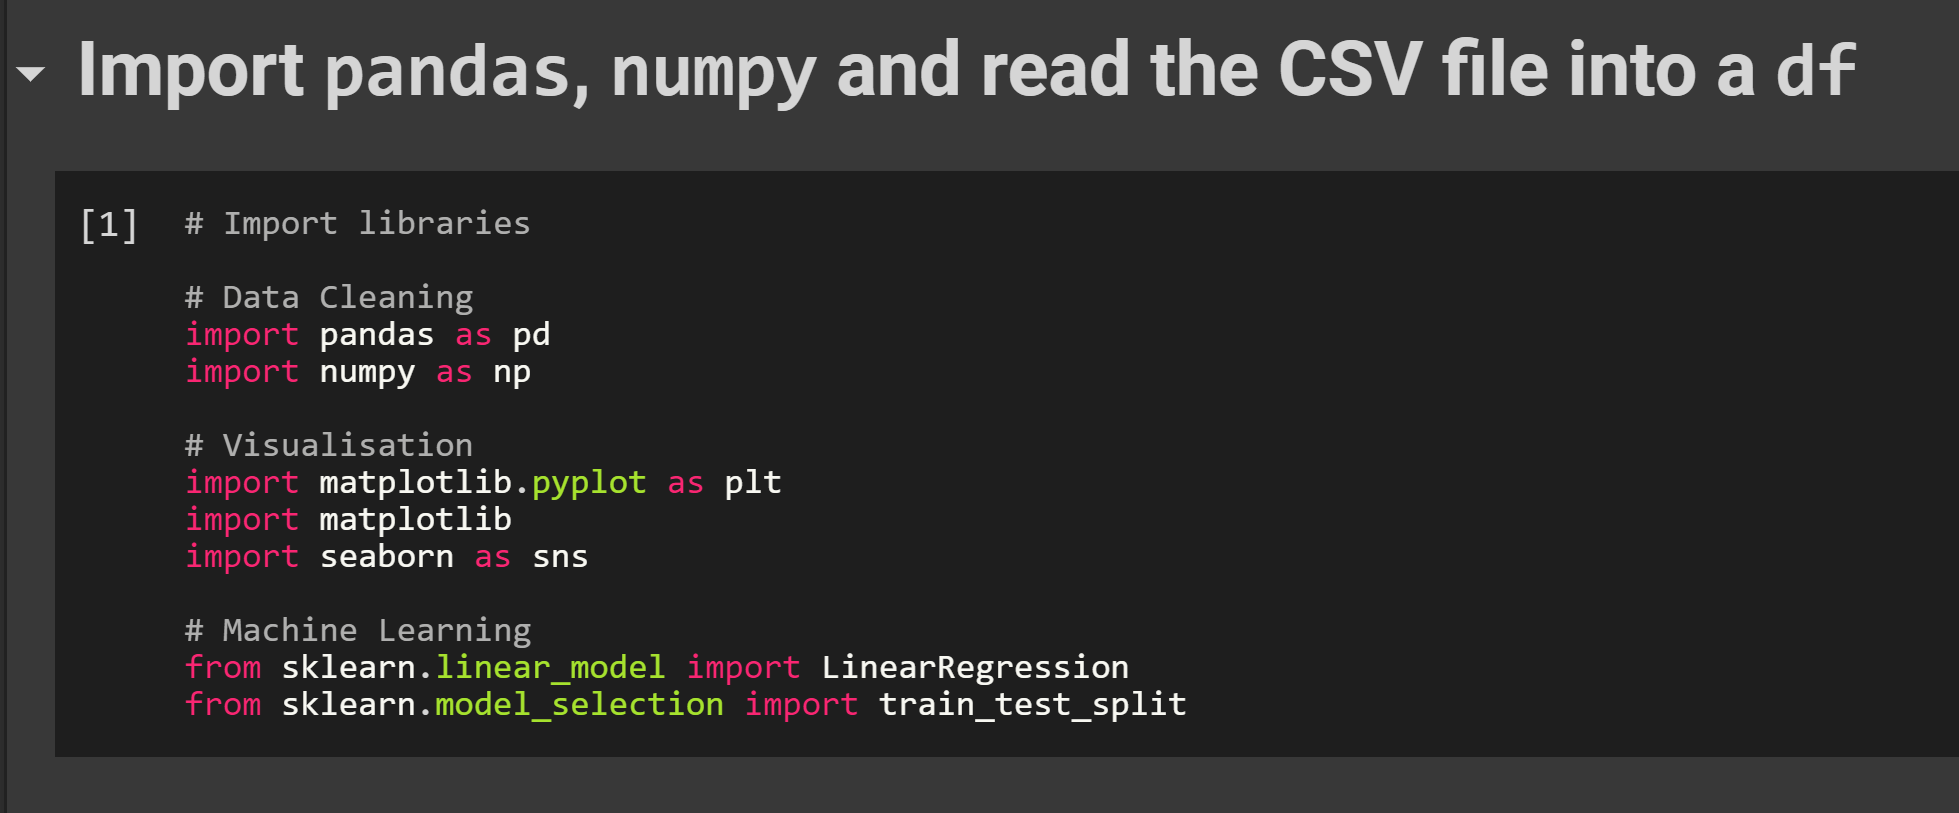 Import pandas, numpy and read the CSV file into a df
[1] # Import libraries
# Data Cleaning
import pandas as pd
import numpy as np
# Visualisation
import matplotlib.pyplot as plt
import matplotlib
import seaborn as sns
# Machine Learning
from sklearn.linear_model import LinearRegression
from sklearn.model_selection import train_test_split